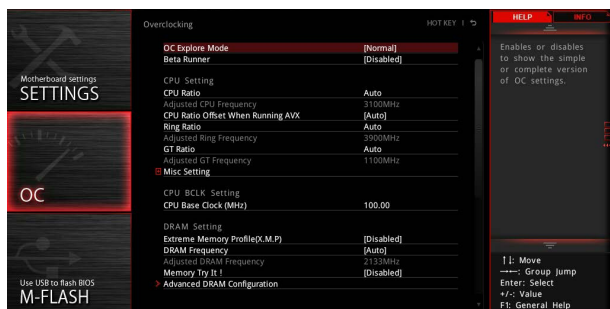 Motherboard settings
SETTINGS
OC
Use USB to flash BIOS
M-FLASH
Overclocking
HOT KEY |
OC Explore Mode [Normal]
Beta Runner [Disabled]
CPU Setting
CPU Ratio Auto
Adjusted CPU Frequency 3100MHz
CPU Ratio Offset When Running AVX [Auto]
Ring Ratio Auto
Adjusted Ring Frequency 3900MHz
GT Ratio Auto
Adjusted GT Frequency 1100MHz
Misc Setting
CPU BCLK Setting
CPU Base Clock (MHz) 100.00
DRAM Setting
Extreme Memory Profile(X.M.P) [Disabled]
DRAM Frequency [Auto]
Adjusted DRAM Frequency 2133MHz
Memory Try It ! [Disabled]
Advanced DRAM Configuration
HELP INFO
Enables or disables
to show the simple
or complete version
of OC settings.
↑↓: Move
→←: Group Jump
Enter: Select
+/-: Value
F1: General Help